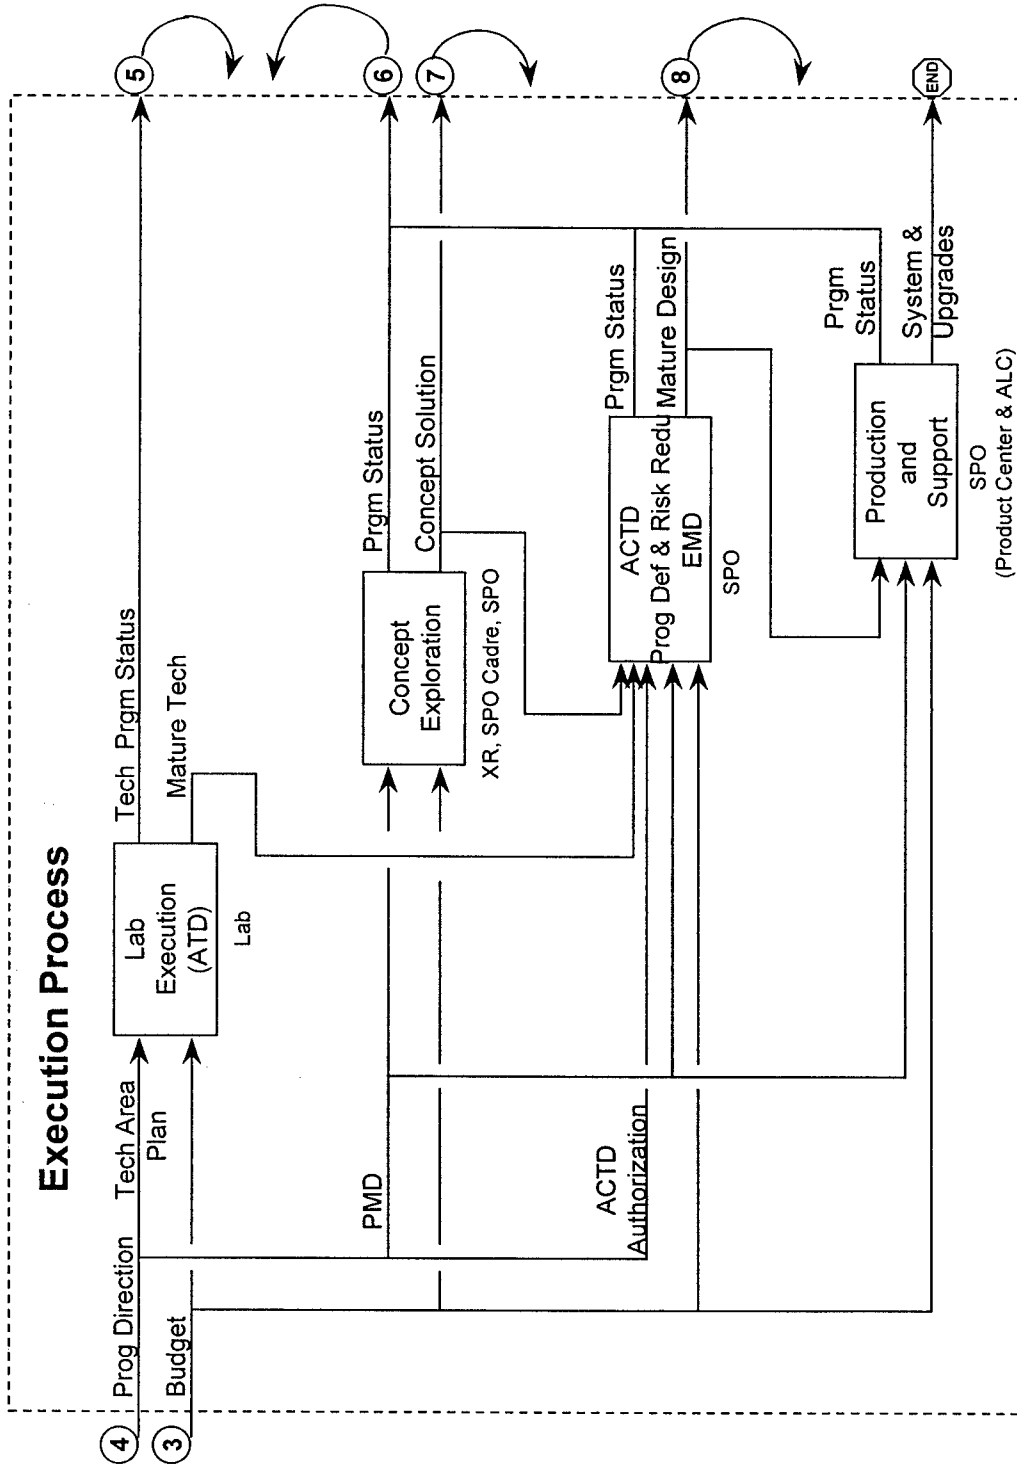 Execution Process
4
Prog Direction
Tech Area
Plan
3
Budget
Lab
Execution
(ATD)
Lab
Tech Prgm Status
Mature Tech
5
PMD
Concept
Exploration
XR, SPO Cadre, SPO
Prgm Status
Concept Solution
6
7
ACTD
Authorization
ACTD
Prog Def & Risk Redu
EMD
SPO
Prgm Status
Mature Design
8
Production
and
Support
SPO
(Product Center & ALC)
Prgm
Status
System &
Upgrades
END